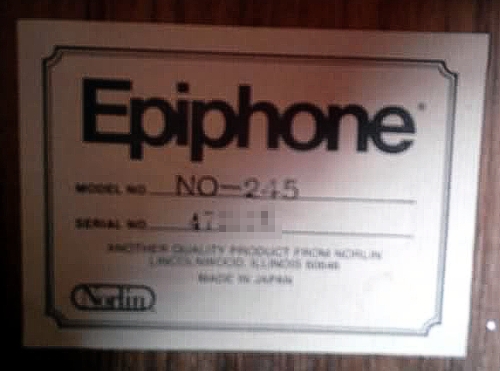 Epiphone
MODEL NO. NO-245
SERIAL NO. 47
ANOTHER QUALITY PRODUCT FROM NORLIN
LINCOLNWOOD, ILLINOIS 60646
MADE IN JAPAN
Norlin